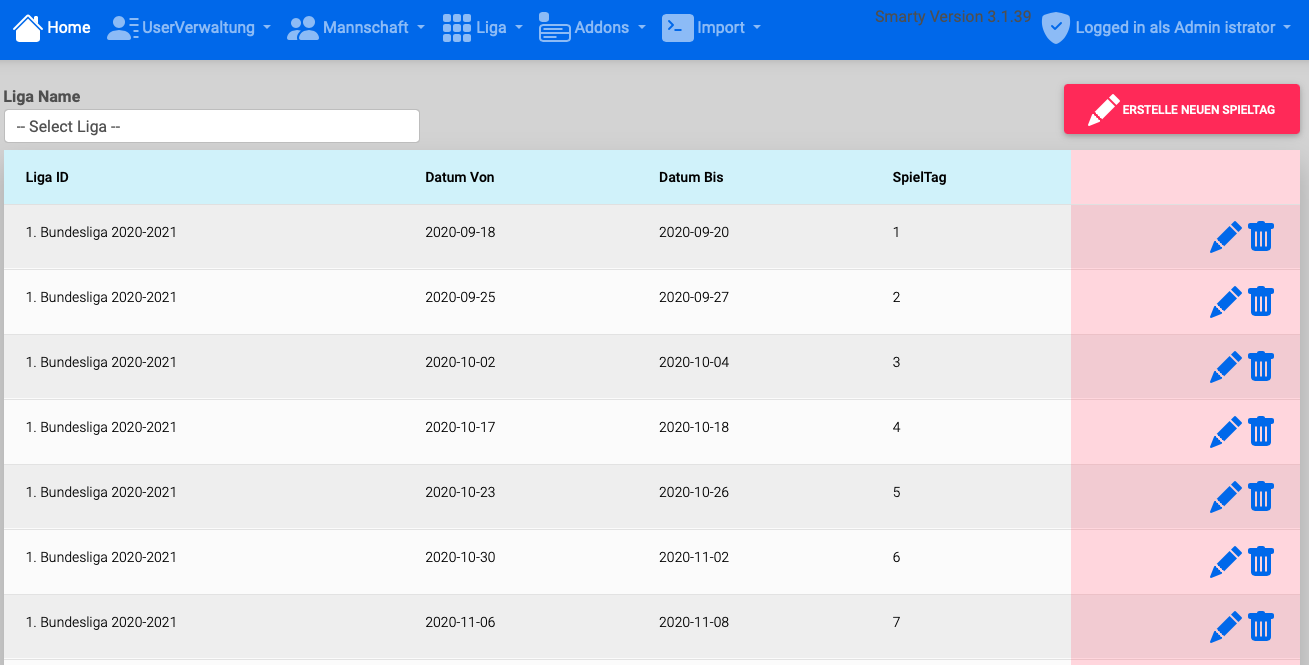 Home UserVerwaltung Mannschaft Liga Addons Import Smarty Version 3.1.39 Logged in als Admin istrator
Liga Name
-- Select Liga --
ERSTELLE NEUEN SPIELTAG
Liga ID Datum Von Datum Bis SpielTag
1. Bundesliga 2020-2021 2020-09-18 2020-09-20 1
1. Bundesliga 2020-2021 2020-09-25 2020-09-27 2
1. Bundesliga 2020-2021 2020-10-02 2020-10-04 3
1. Bundesliga 2020-2021 2020-10-17 2020-10-18 4
1. Bundesliga 2020-2021 2020-10-23 2020-10-26 5
1. Bundesliga 2020-2021 2020-10-30 2020-11-02 6
1. Bundesliga 2020-2021 2020-11-06 2020-11-08 7